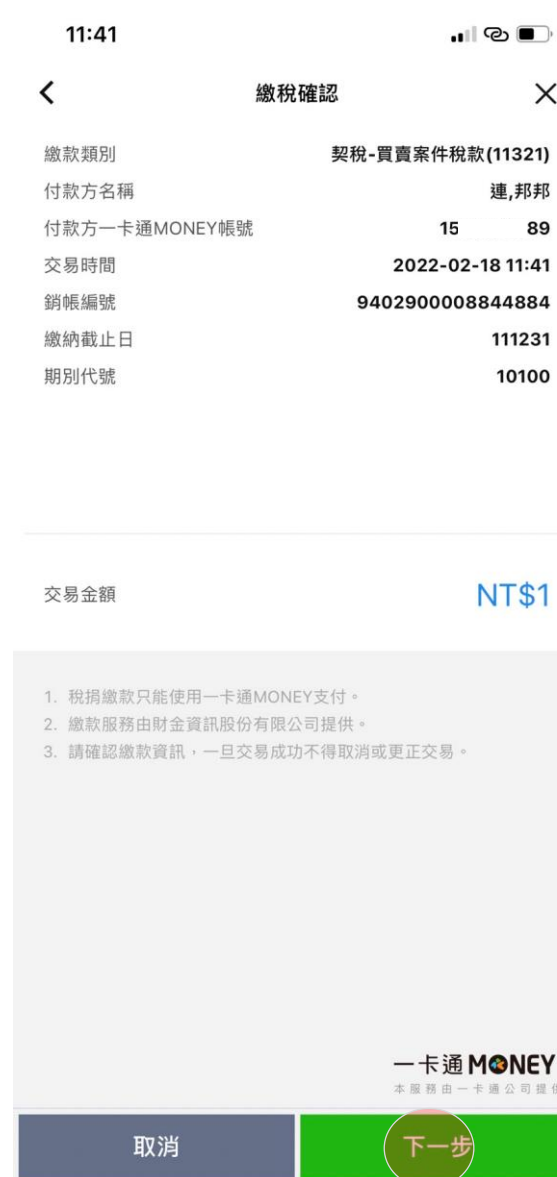 11:41
繳稅確認
繳款類別 契稅-買賣案件稅款(11321)
付款方名稱 連,邦邦
付款方一卡通MONEY帳號 15 89
交易時間 2022-02-18 11:41
銷帳編號 9402900008844884
繳納截止日 111231
期別代號 10100
交易金額 NT$1
1. 稅捐繳款只能使用一卡通MONEY支付。
2. 繳款服務由財金資訊股份有限公司提供。
3. 請確認繳款資訊，一旦交易成功不得取消或更正交易。
一卡通 MONEY
本服務由一卡通公司提供
取消 下一步